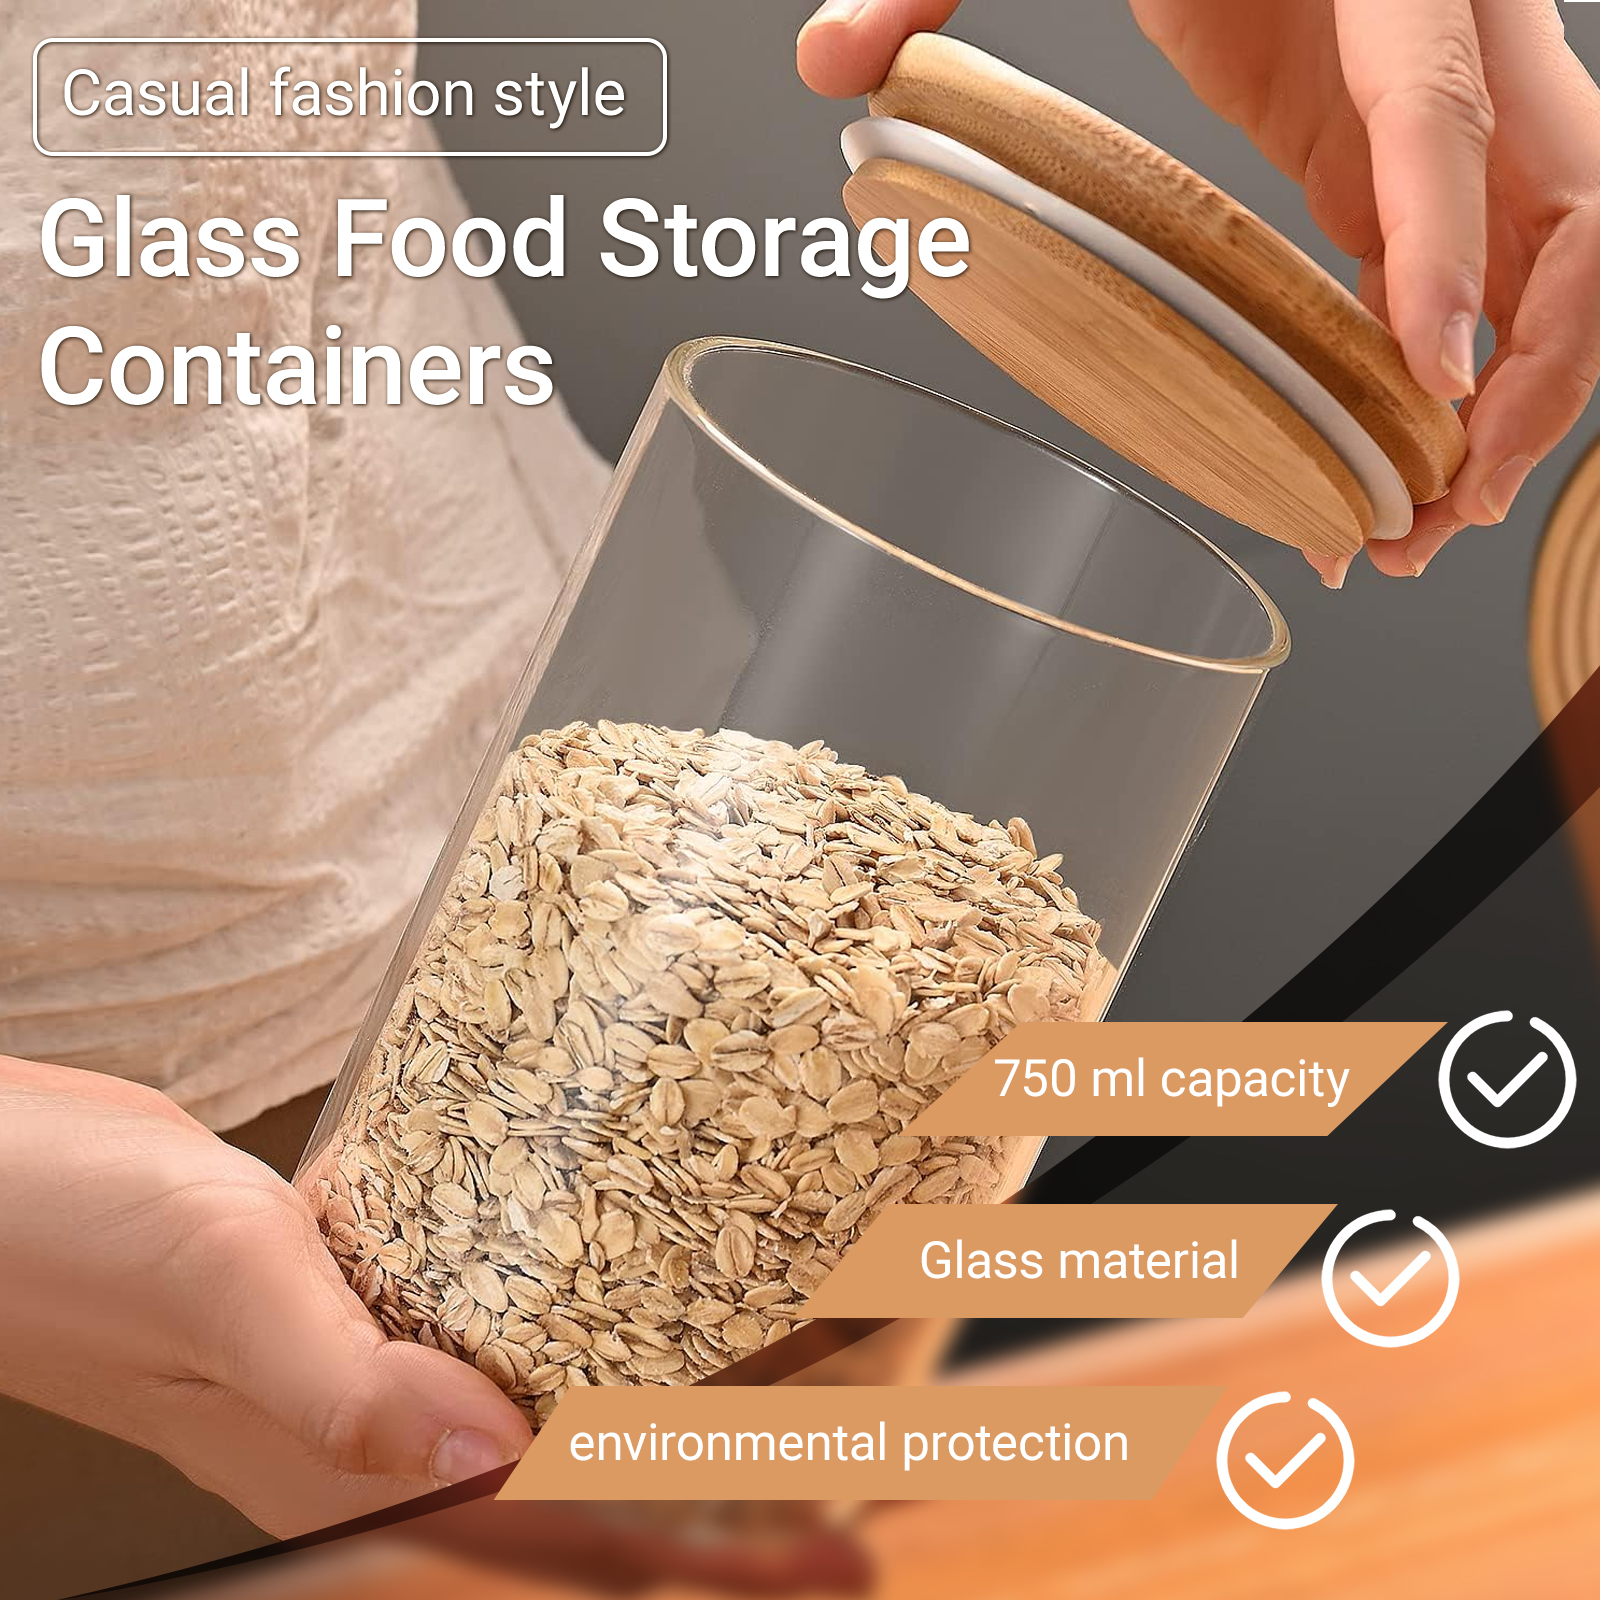 Casual fashion style
Glass Food Storage
Containers
750 ml capacity
Glass material
environmental protection